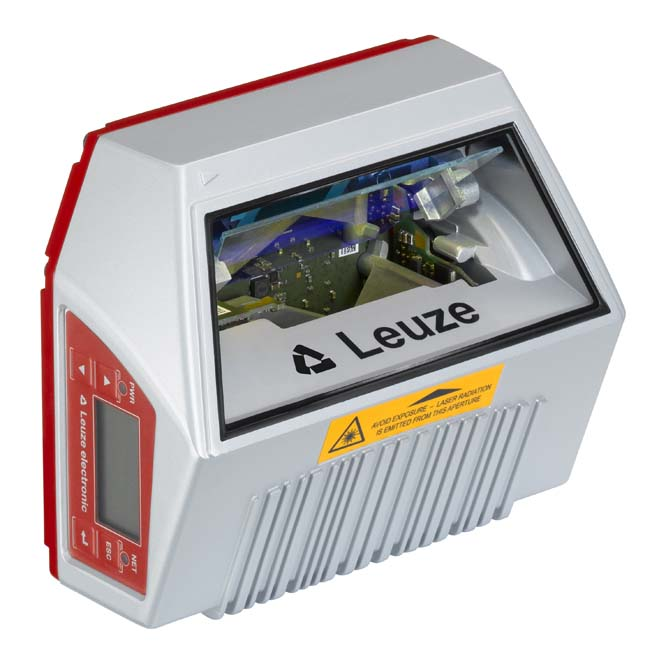 Leuze
AVOID EXPOSURE – LASER RADIATION
IS EMITTED FROM THIS APERTURE
PWR
Leuze electronic
NET
ESC